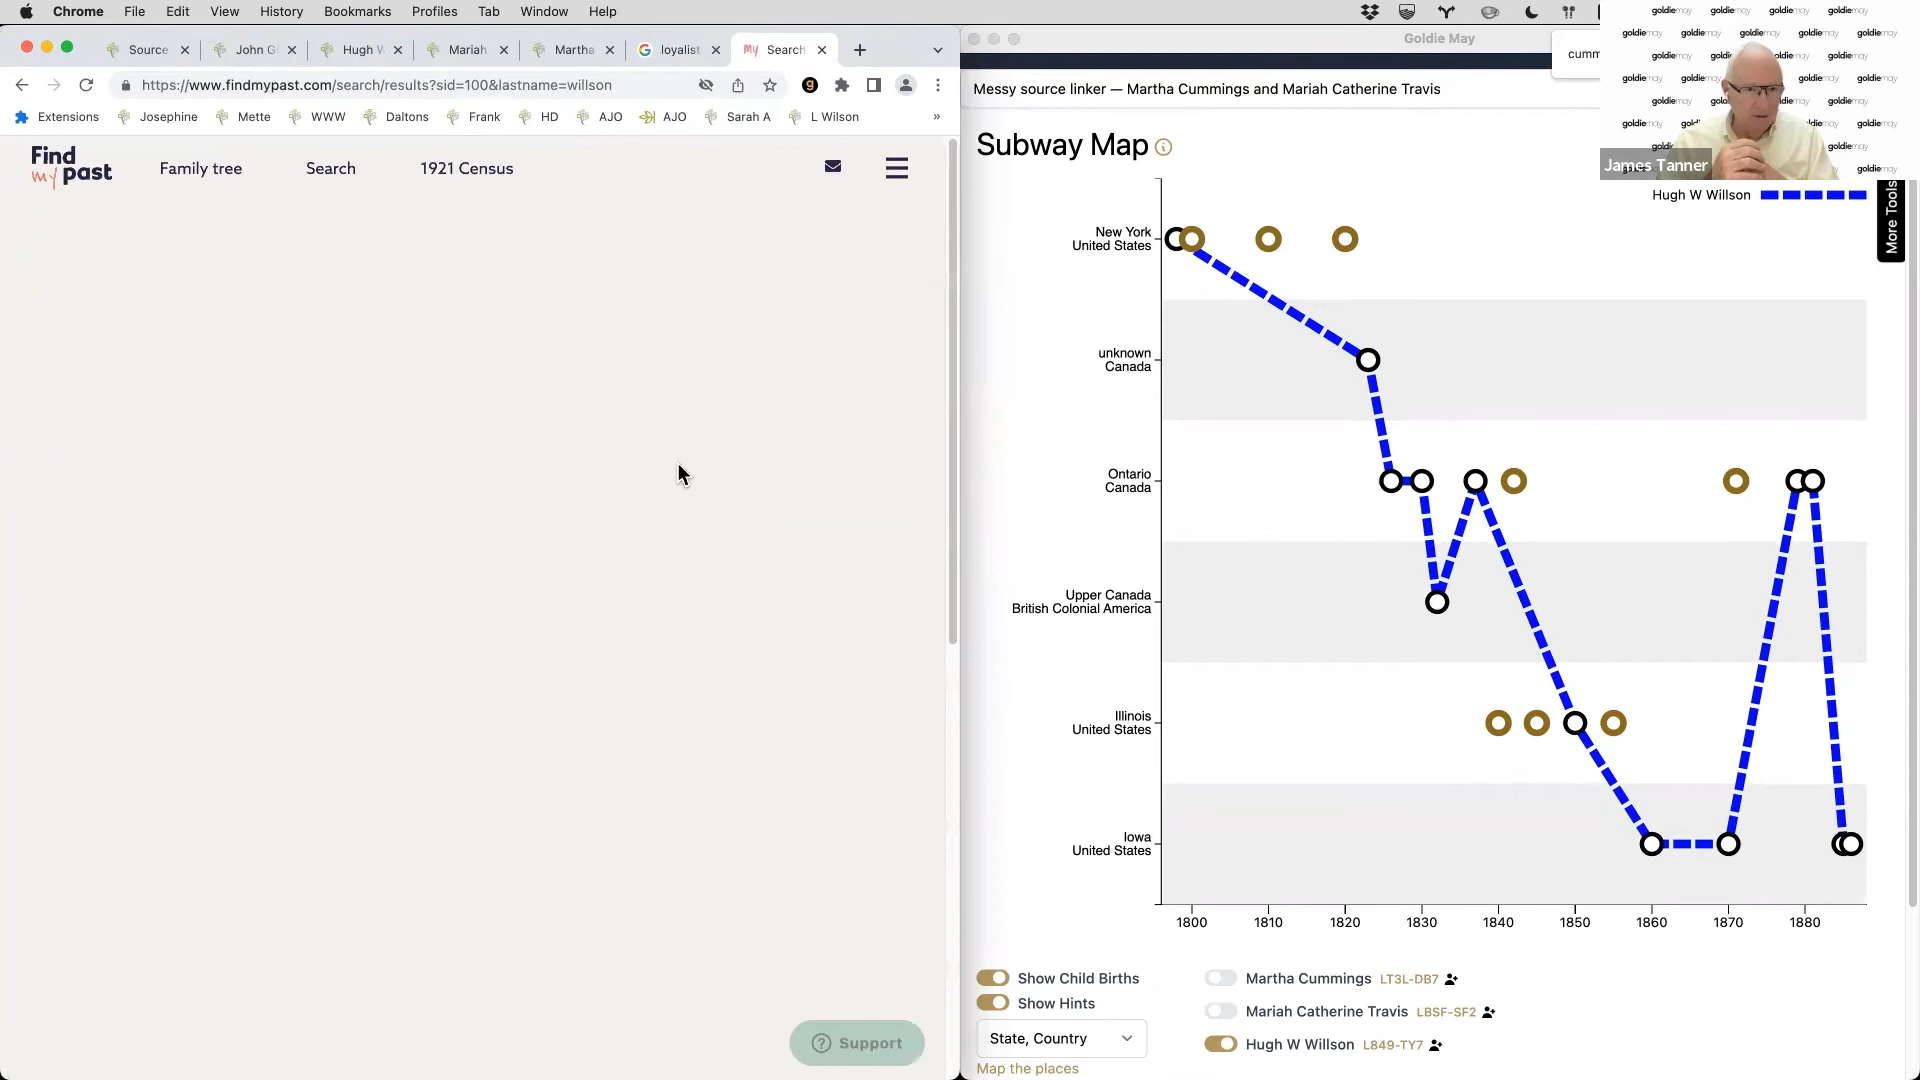 Chrome File Edit View History Bookmarks Profiles Tab Window Help
Source John G Hugh W Mariah Martha loyalist Search
https://www.findmypast.com/search/results?sid=100&lastname=willson
Extensions Josephine Mette WWW Daltons Frank HD AJO AJO Sarah A L Wilson »
Find my past
Family tree Search 1921 Census
Support
Goldie May
cumm
Messy source linker — Martha Cummings and Mariah Catherine Travis
Subway Map
goldiemay goldiemay goldiemay goldiemay
James Tanner
More Tools
Hugh W Willson
New York
United States
unknown
Canada
Ontario
Canada
Upper Canada
British Colonial America
Illinois
United States
Iowa
United States
1800 1810 1820 1830 1840 1850 1860 1870 1880
Show Child Births
Show Hints
State, Country
Map the places
Martha Cummings LT3L-DB7
Mariah Catherine Travis LBSF-SF2
Hugh W Willson L849-TY7